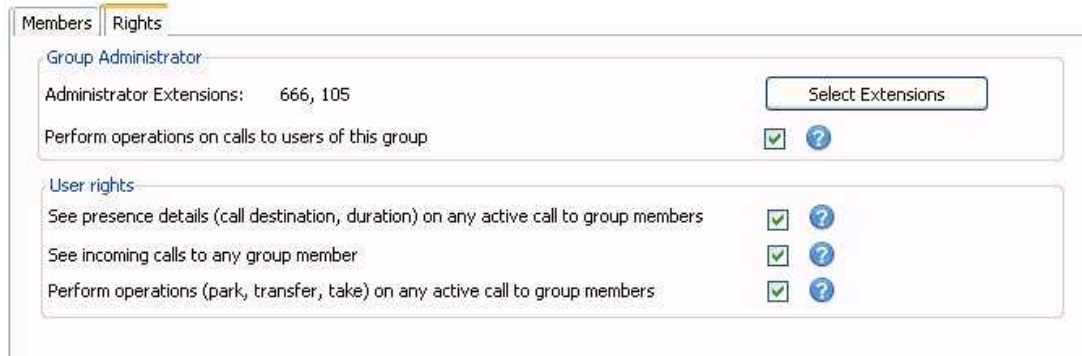 Members Rights
Group Administrator
Administrator Extensions: 666, 105 Select Extensions
Perform operations on calls to users of this group ?
User rights
See presence details (call destination, duration) on any active call to group members ?
See incoming calls to any group member ?
Perform operations (park, transfer, take) on any active call to group members ?